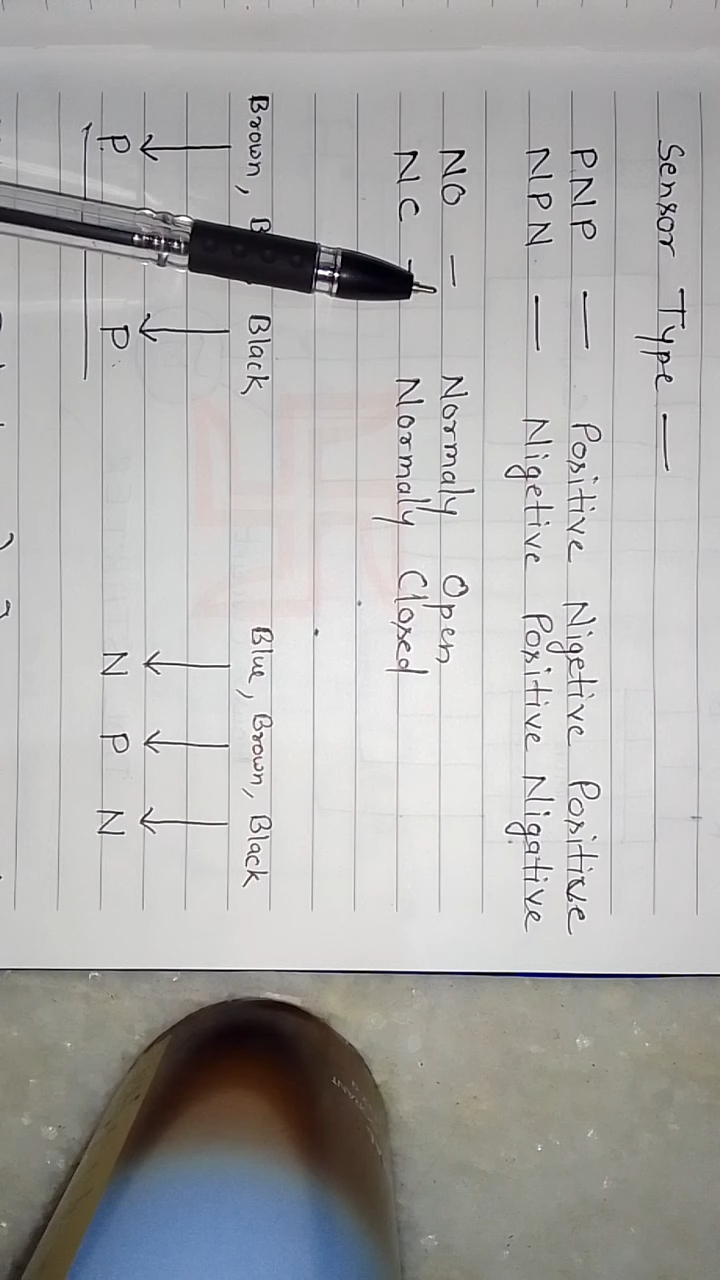 Sensor Type —
PNP — Positive Nigetive Positive
NPN — Nigetive Positive Nigative
NO — Normaly Open
NC - Normaly Closed
Brown, Black Blue, Brown, Black
P P N P N